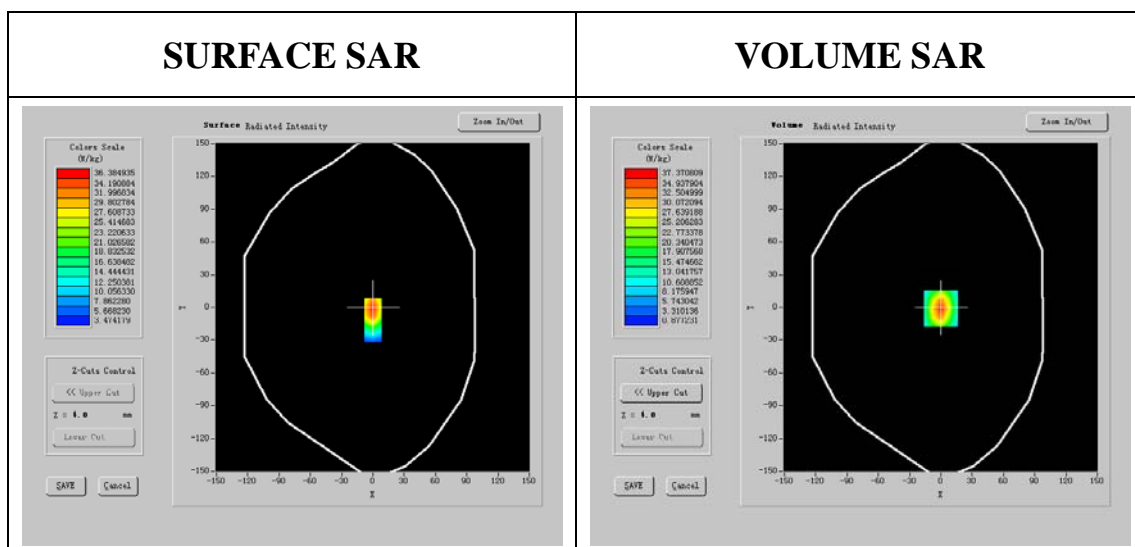 SURFACE SAR
VOLUME SAR
Surface Radiated Intensity
Zoom In/Out
Colors Scale
(W/kg)
36.384935
34.190884
31.996834
29.802784
27.608733
25.414683
23.220633
21.026582
18.832532
16.638482
14.444431
12.250381
10.056330
7.862280
5.668230
3.474179
150
90
60
30
0
-30
-60
-90
-120
-150
Y
-150 -120 -90 -60 -30 0 30 60 90 120 150
X
Z-Cuts Control
<< Upper Cut
Z = 4.0 mm
Lower Cut
SAVE
Cancel
Volume Radiated Intensity
Zoom In/Out
Colors Scale
(W/kg)
37.370809
34.937904
32.504999
30.072094
27.639188
25.206283
22.773378
20.340473
17.907568
15.474662
13.041757
10.608852
8.175947
5.743042
3.310136
0.877231
150
90
60
30
0
-30
-60
-90
-120
-150
Y
-150 -120 -90 -60 -30 0 30 60 90 120 150
X
Z-Cuts Control
<< Upper Cut
Z = 4.0 mm
Lower Cut
SAVE
Cancel